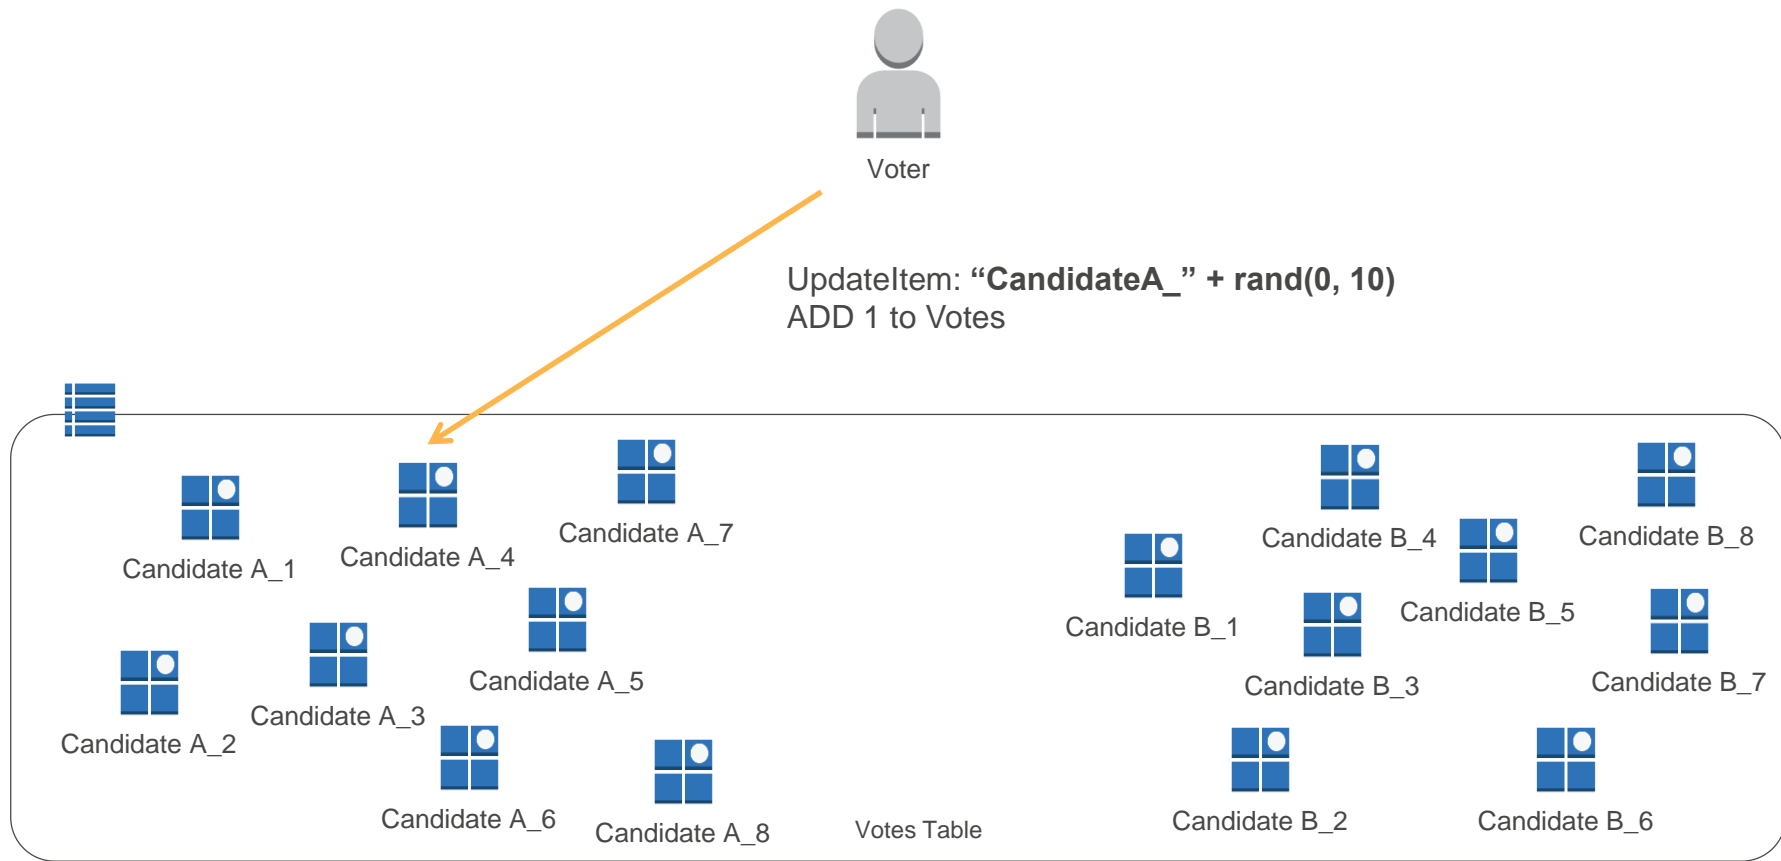 Voter
UpdateItem: “CandidateA_” + rand(0, 10)
ADD 1 to Votes
Candidate A_1
Candidate A_4
Candidate A_7
Candidate A_2
Candidate A_3
Candidate A_5
Candidate A_6
Candidate A_8
Votes Table
Candidate B_1
Candidate B_4
Candidate B_5
Candidate B_8
Candidate B_3
Candidate B_7
Candidate B_2
Candidate B_6